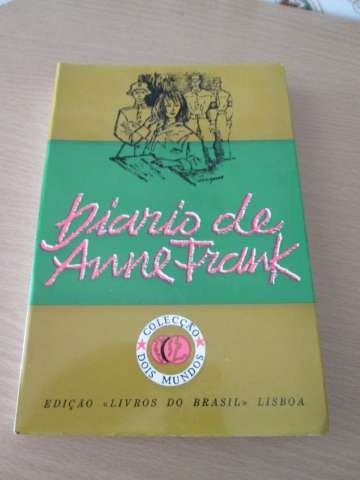 Diario de
Anne Frank
COLECÇÃO
DOIS MUNDOS
EDIÇÃO «LIVROS DO BRASIL» LISBOA